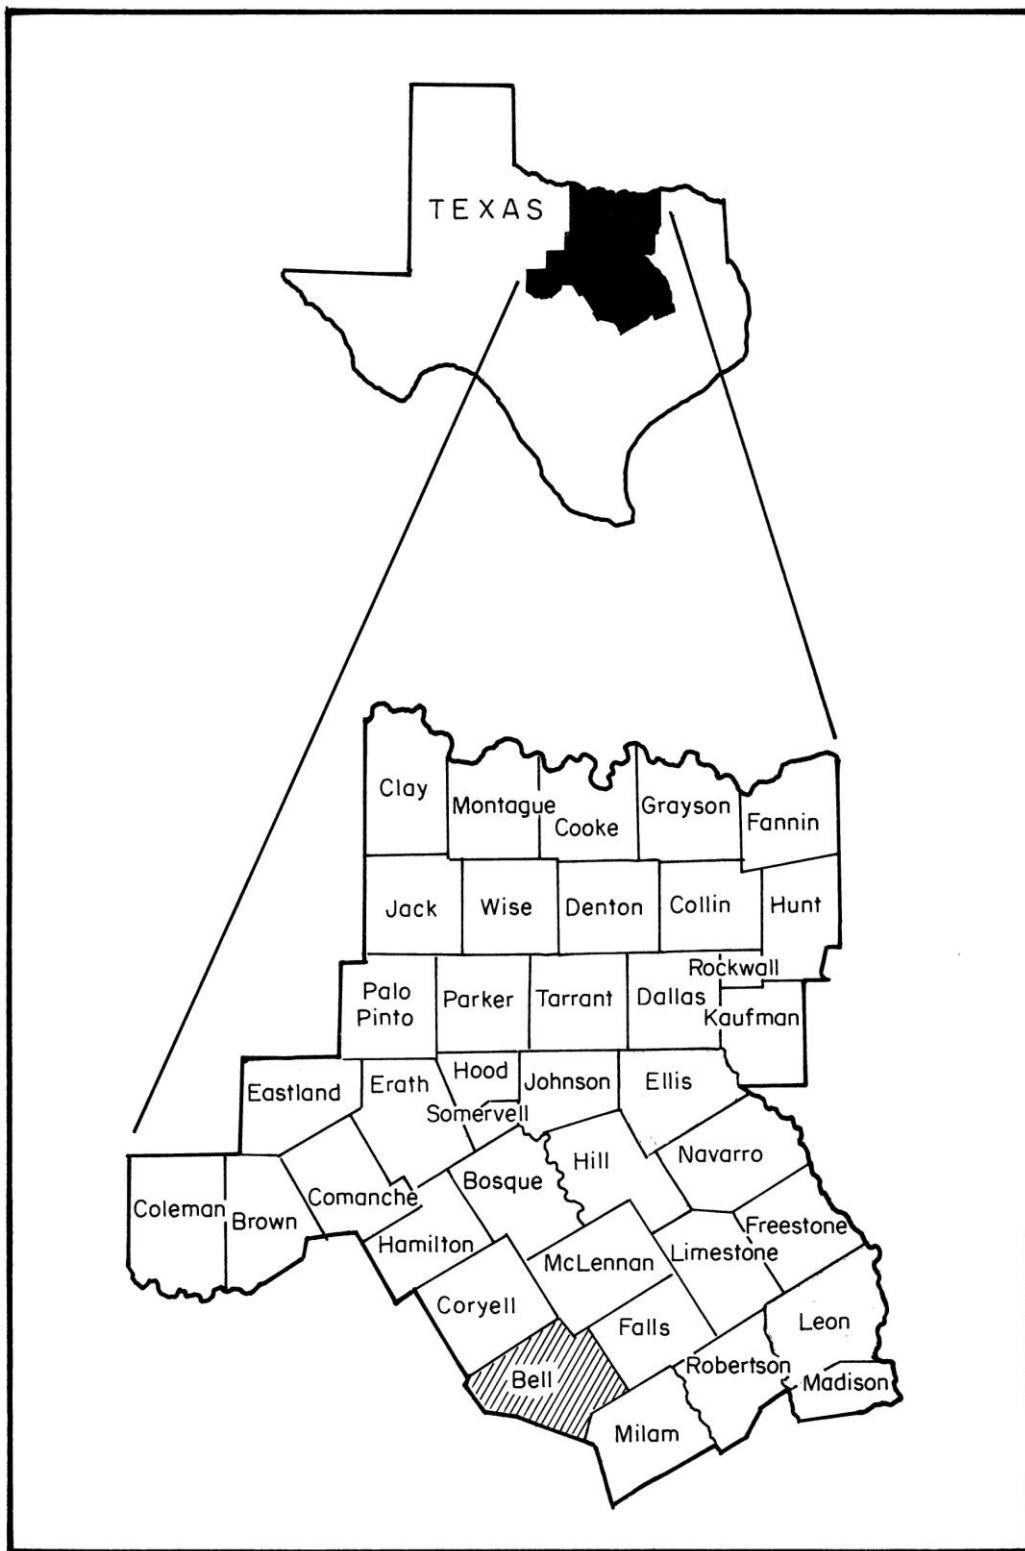 TEXAS
Clay
Montague
Cooke
Grayson
Fannin
Jack
Wise
Denton
Collin
Hunt
Rockwall
Palo
Pinto
Parker
Tarrant
Dallas
Kaufman
Eastland
Erath
Hood
Johnson
Ellis
Somervell
Navarro
Hill
Bosque
Coleman
Brown
Comanche
Hamilton
McLennan
Limestone
Freestone
Coryell
Falls
Leon
Bell
Robertson
Madison
Milam